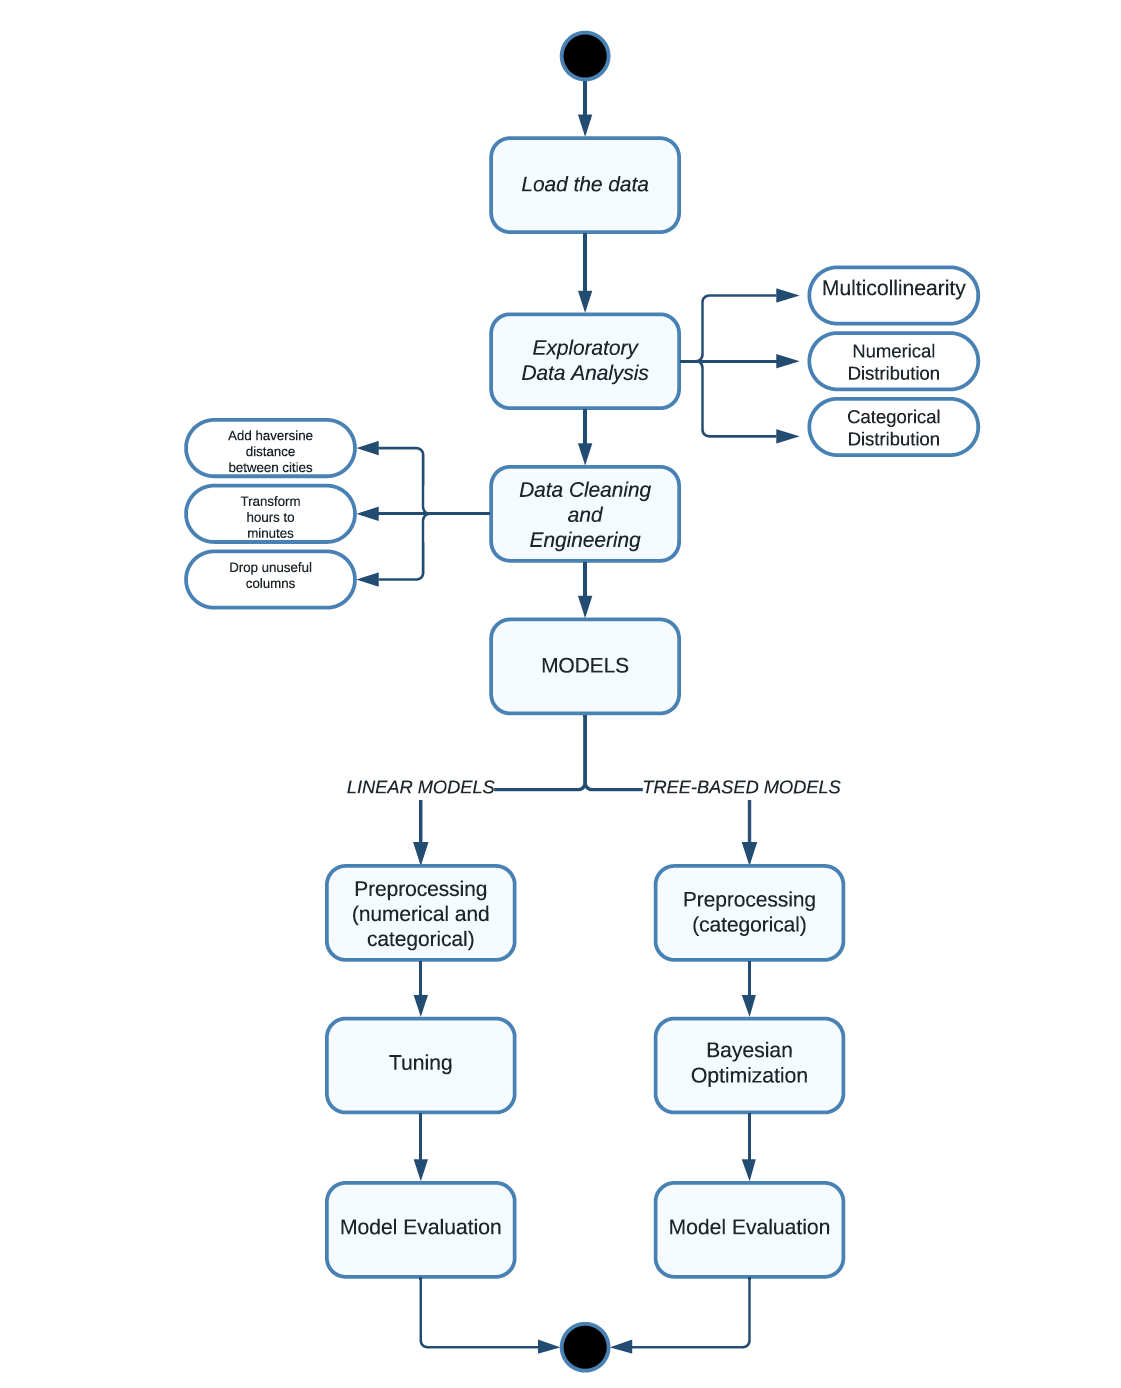 Load the data
Exploratory
Data Analysis
Multicollinearity
Numerical
Distribution
Categorical
Distribution
Add haversine
distance
between cities
Transform
hours to
minutes
Drop unuseful
columns
Data Cleaning
and
Engineering
MODELS
LINEAR MODELS
TREE-BASED MODELS
Preprocessing
(numerical and
categorical)
Preprocessing
(categorical)
Tuning
Bayesian
Optimization
Model Evaluation
Model Evaluation